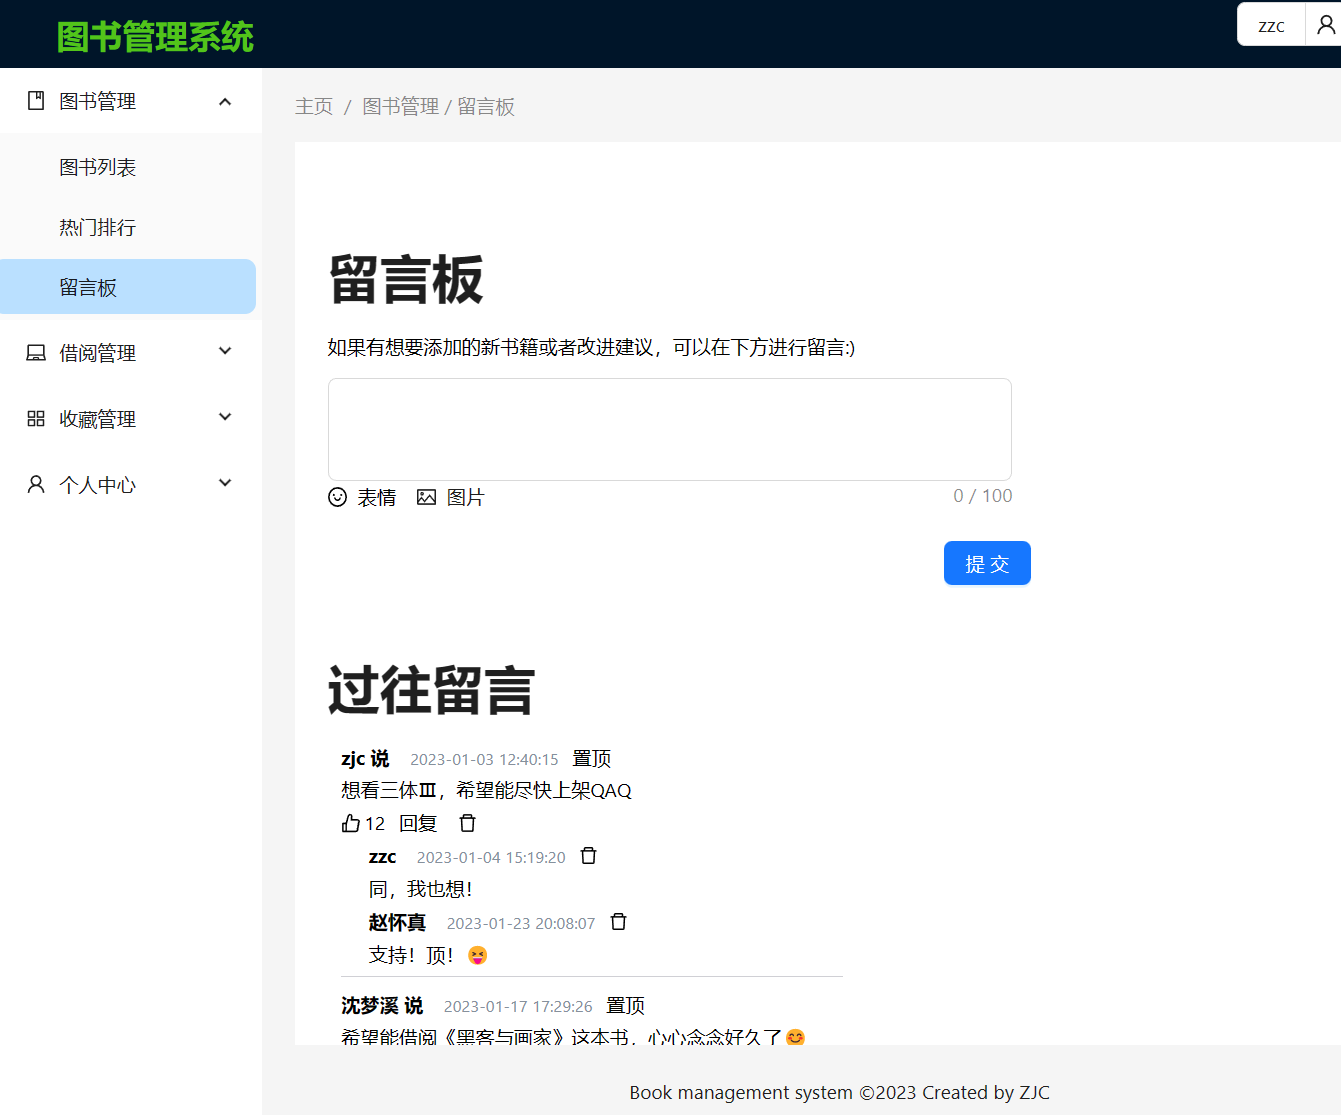 图书管理系统
zzc
图书管理
图书列表
热门排行
留言板
借阅管理
收藏管理
个人中心
主页 / 图书管理 / 留言板
留言板
如果有想要添加的新书籍或者改进建议，可以在下方进行留言:)
表情 图片 0 / 100
提 交
过往留言
zjc 说 2023-01-03 12:40:15 置顶
想看三体Ⅲ，希望能尽快上架QAQ
12 回复
zzc 2023-01-04 15:19:20
同，我也想！
赵怀真 2023-01-23 20:08:07
支持！顶！😝
沈梦溪 说 2023-01-17 17:29:26 置顶
希望能借阅《黑客与画家》这本书，心心念念好久了😊
Book management system ©2023 Created by ZJC